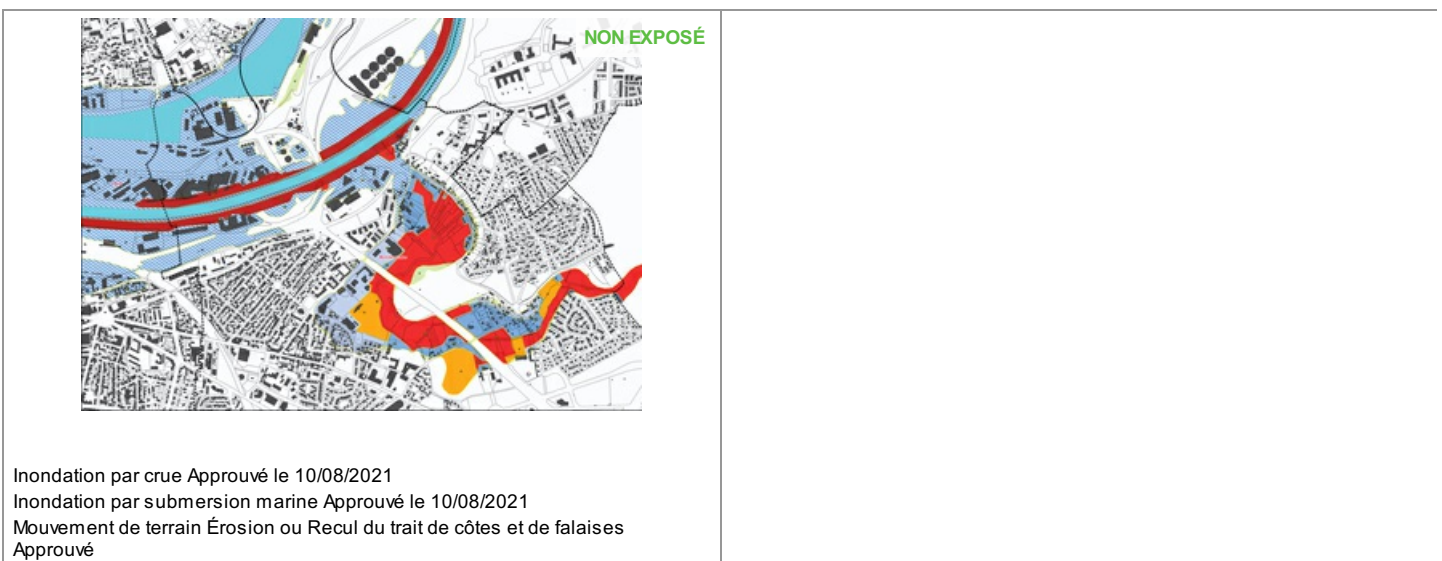 NON EXPOSÉ
Inondation par crue Approuvé le 10/08/2021
Inondation par submersion marine Approuvé le 10/08/2021
Mouvement de terrain Érosion ou Recul du trait de côtes et de falaises
Approuvé